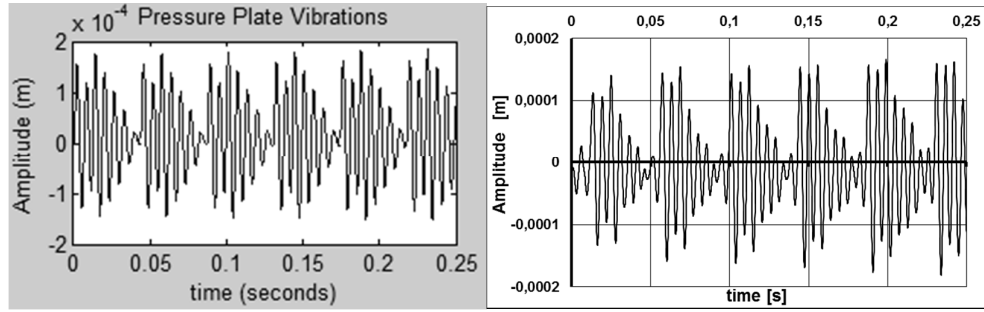 x 10⁻⁴ Pressure Plate Vibrations
2
1
0
-1
-2
Amplitude (m)
0 0.05 0.1 0.15 0.2 0.25
time (seconds)
0 0,05 0,1 0,15 0,2 0,25
0,0002
0,0001
0
-0,0001
-0,0002
Amplitude [m]
time [s]